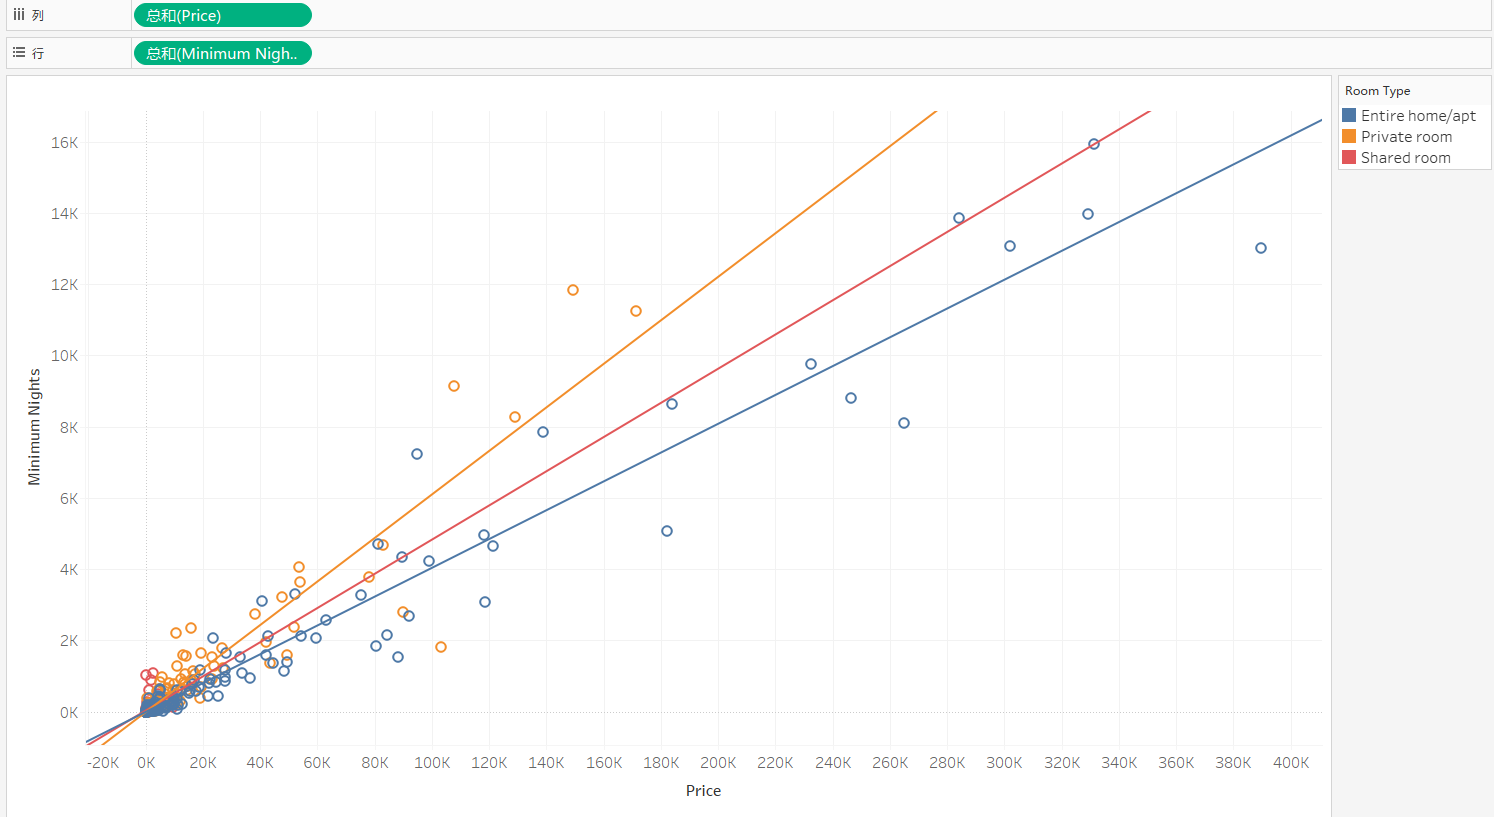 列 总和(Price)
行 总和(Minimum Nigh..
Room Type
Entire home/apt
Private room
Shared room
16K
14K
12K
10K
8K
6K
4K
2K
0K
Minimum Nights
-20K 0K 20K 40K 60K 80K 100K 120K 140K 160K 180K 200K 220K 240K 260K 280K 300K 320K 340K 360K 380K 400K
Price